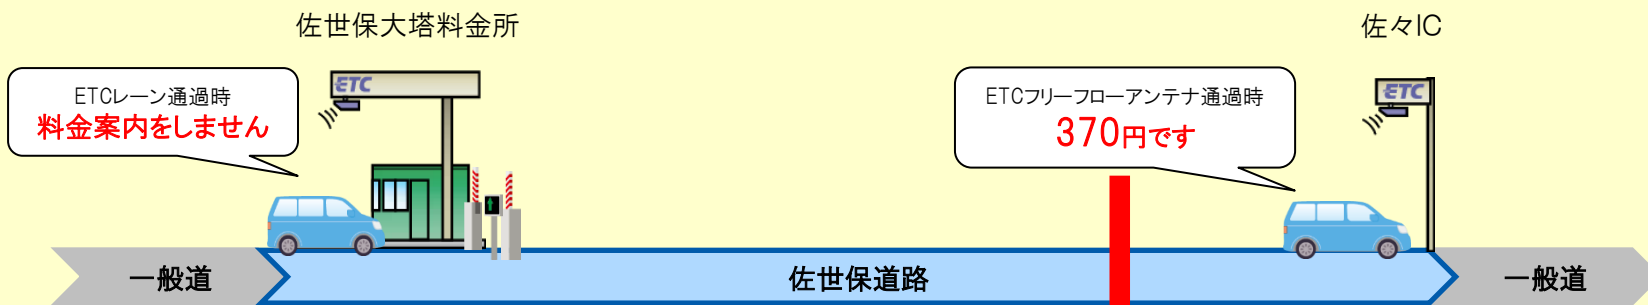 佐世保大塔料金所
佐々IC
ETC
ETCレーン通過時
料金案内をしません
ETCフリーフローアンテナ通過時
370円です
ETC
一般道
佐世保道路
一般道